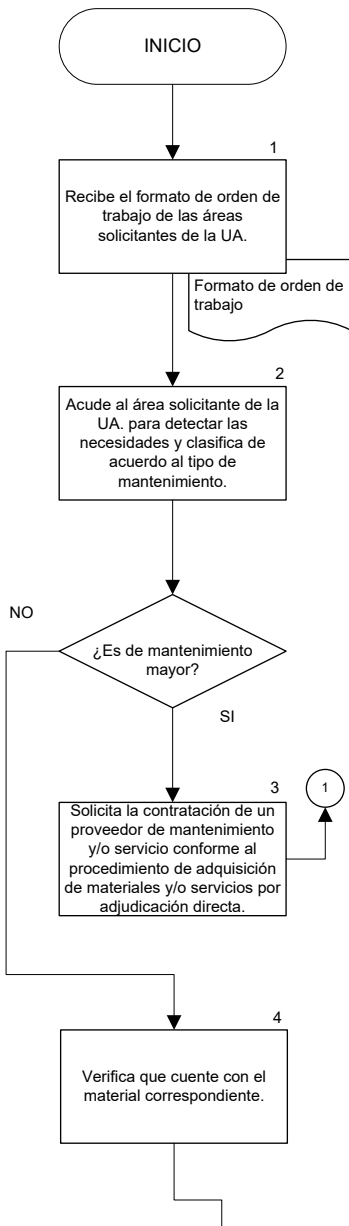 INICIO
1
Recibe el formato de orden de
trabajo de las áreas
solicitantes de la UA.
Formato de orden de
trabajo
2
Acude al área solicitante de la
UA. para detectar las
necesidades y clasifica de
acuerdo al tipo de
mantenimiento.
NO
¿Es de mantenimiento
mayor?
SI
3
1
Solicita la contratación de un
proveedor de mantenimiento
y/o servicio conforme al
procedimiento de adquisición
de materiales y/o servicios por
adjudicación directa.
4
Verifica que cuente con el
material correspondiente.